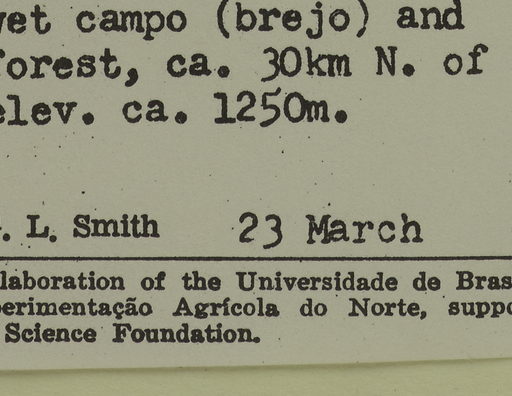 wet campo (brejo) and
forest, ca. 30km N. of
elev. ca. 1250m.
. L. Smith 23 March
laboration of the Universidade de Bras
perimentação Agrícola do Norte, suppo
Science Foundation.